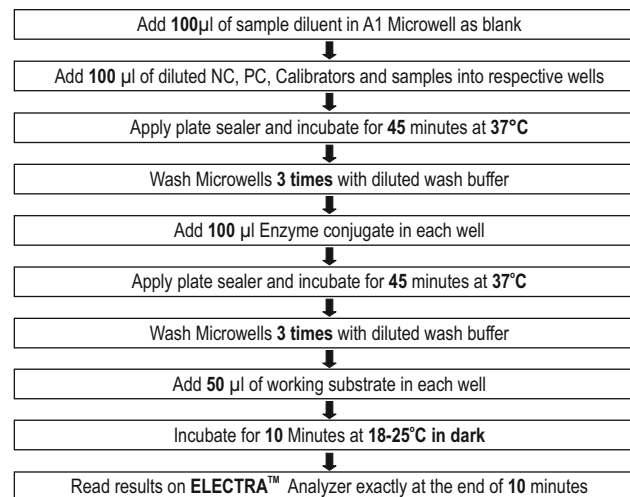 Add 100µl of sample diluent in A1 Microwell as blank
Add 100 µl of diluted NC, PC, Calibrators and samples into respective wells
Apply plate sealer and incubate for 45 minutes at 37°C
Wash Microwells 3 times with diluted wash buffer
Add 100 µl Enzyme conjugate in each well
Apply plate sealer and incubate for 45 minutes at 37°C
Wash Microwells 3 times with diluted wash buffer
Add 50 µl of working substrate in each well
Incubate for 10 Minutes at 18-25°C in dark
Read results on ELECTRA™ Analyzer exactly at the end of 10 minutes